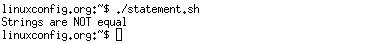 linuxconfig.org:~$ ./statement.sh
Strings are NOT equal
linuxconfig.org:~$